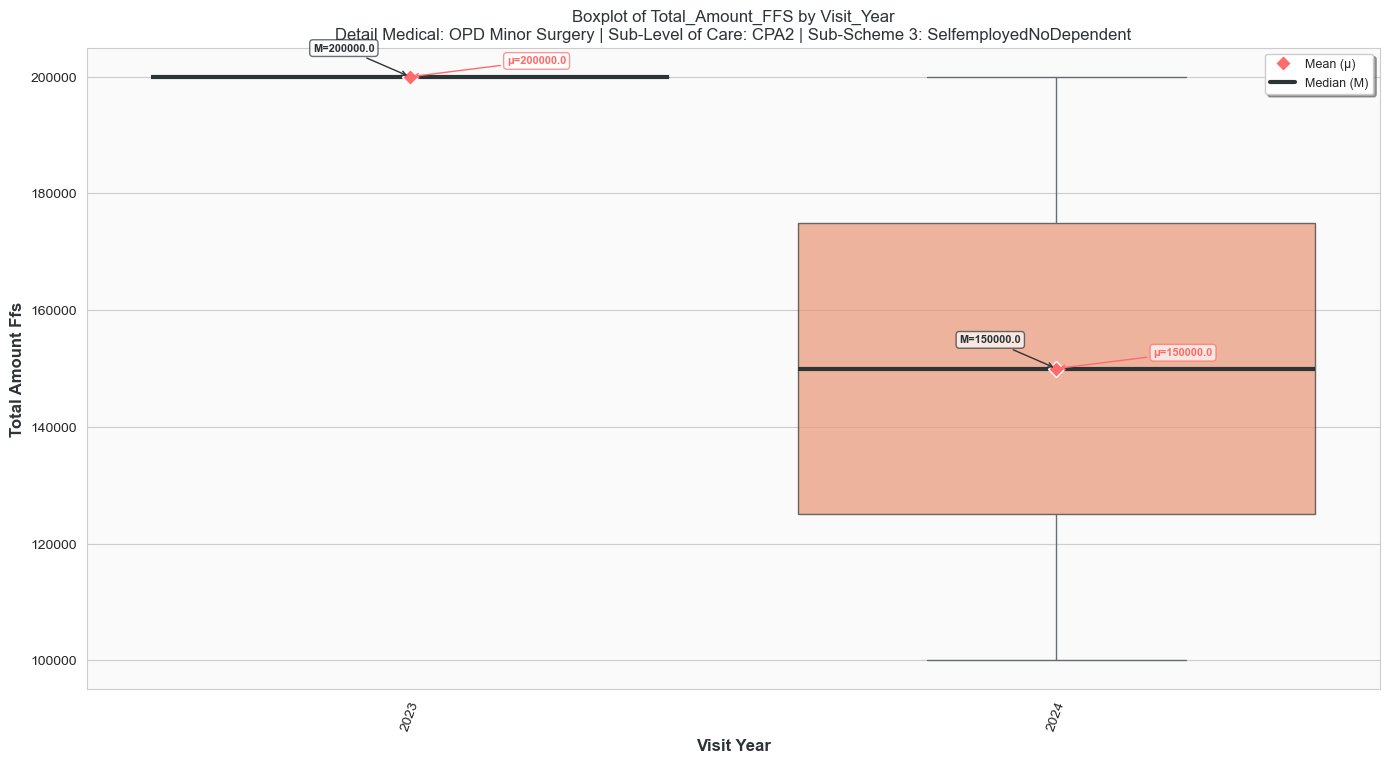 Boxplot of Total_Amount_FFS by Visit_Year
Detail Medical: OPD Minor Surgery | Sub-Level of Care: CPA2 | Sub-Scheme 3: SelfemployedNoDependent
M=200000.0
μ=200000.0
Mean (μ)
Median (M)
200000
180000
160000
140000
120000
100000
Total Amount Ffs
M=150000.0
μ=150000.0
2023
2024
Visit Year